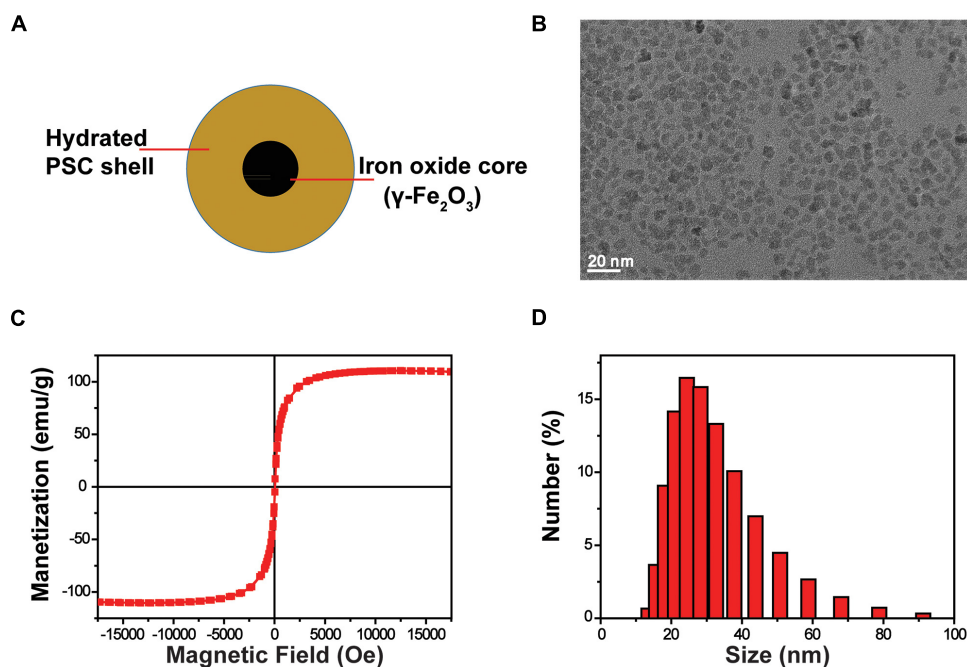 A
Hydrated
PSC shell
Iron oxide core
(γ-Fe₂O₃)
B
20 nm
C
Manetization (emu/g)
100
50
0
-50
-100
-15000 -10000 -5000 0 5000 10000 15000
Magnetic Field (Oe)
D
Number (%)
15
10
5
0
0 20 40 60 80 100
Size (nm)